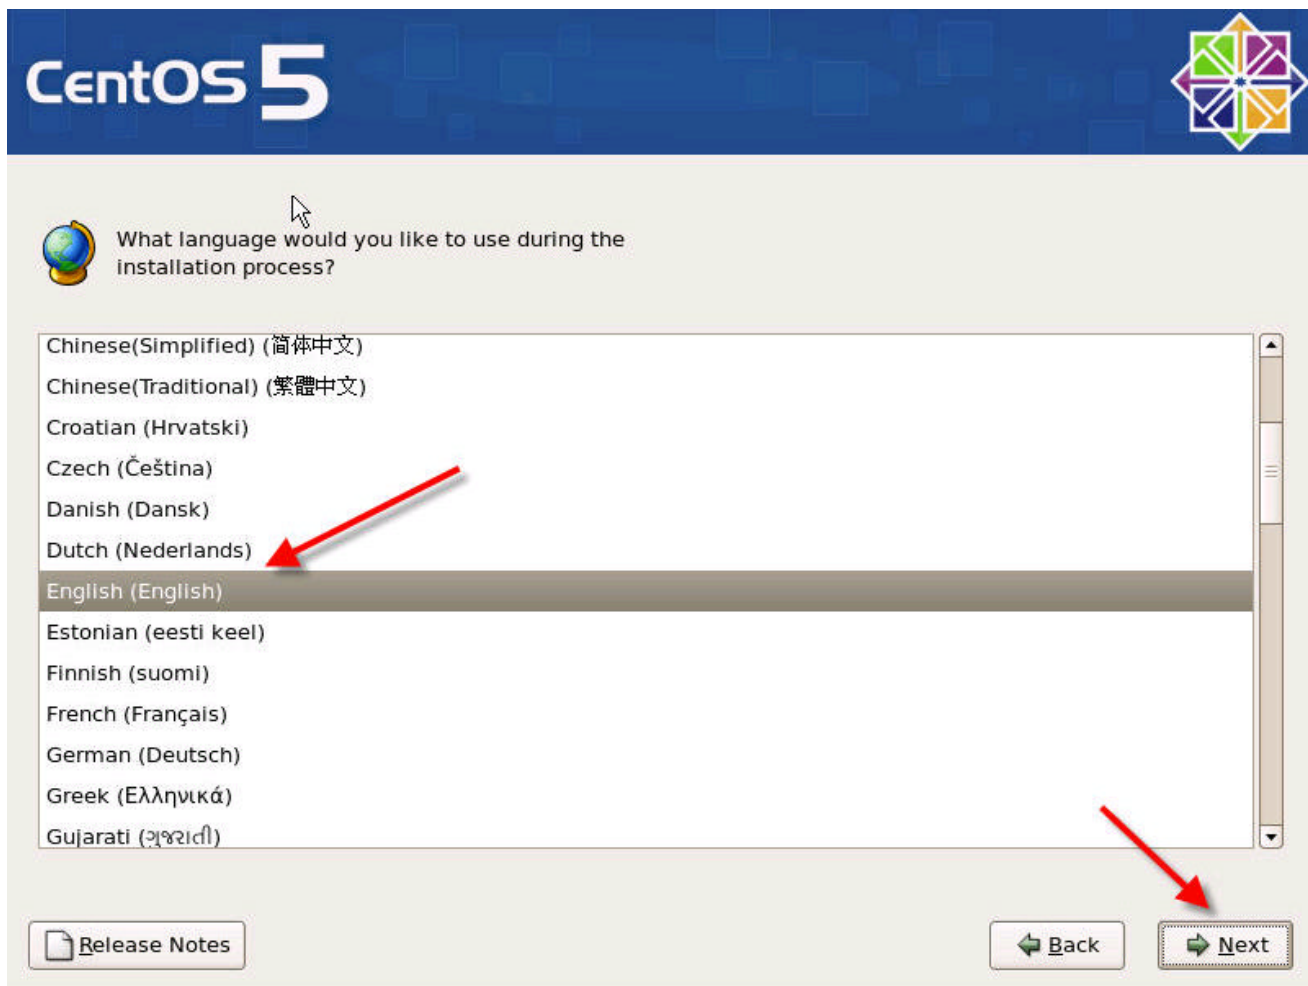 CentOS 5
What language would you like to use during the
installation process?
Chinese(Simplified) (简体中文)
Chinese(Traditional) (繁體中文)
Croatian (Hrvatski)
Czech (Čeština)
Danish (Dansk)
Dutch (Nederlands)
English (English)
Estonian (eesti keel)
Finnish (suomi)
French (Français)
German (Deutsch)
Greek (Ελληνικά)
Gujarati (ગુજરાતી)
Release Notes
Back
Next